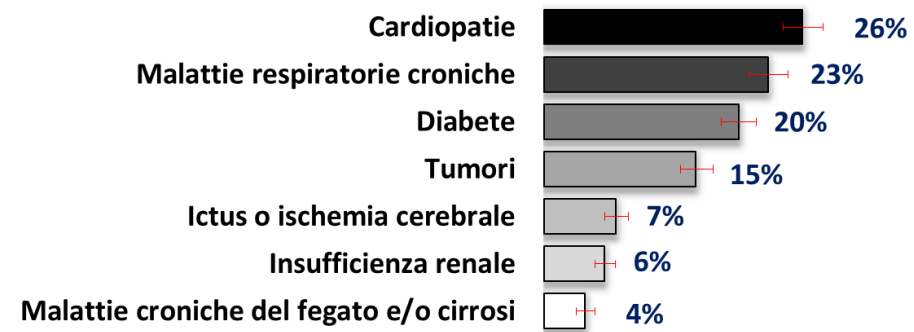 Cardiopatie 26%
Malattie respiratorie croniche 23%
Diabete 20%
Tumori 15%
Ictus o ischemia cerebrale 7%
Insufficienza renale 6%
Malattie croniche del fegato e/o cirrosi 4%